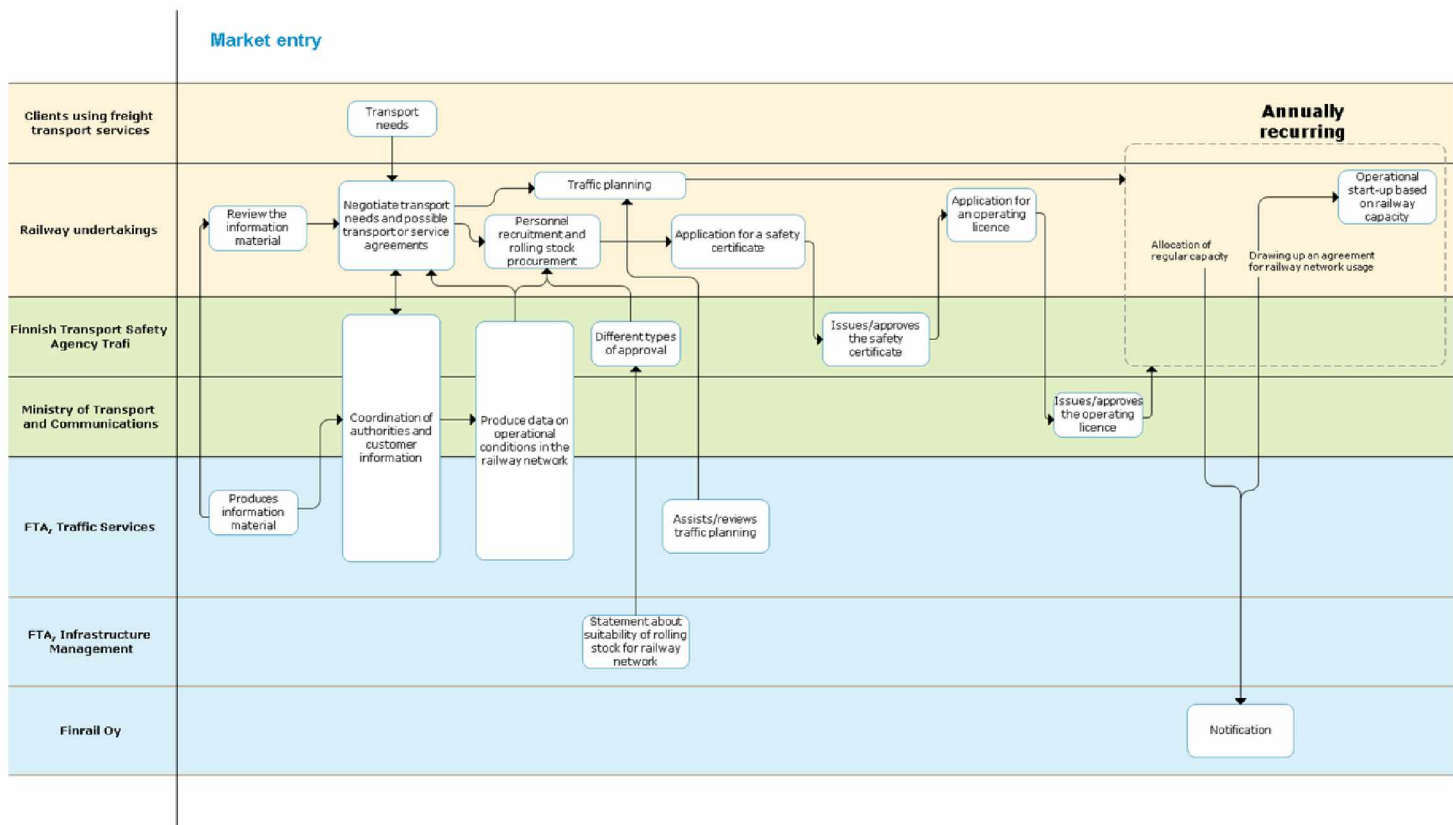 Market entry
Clients using freight
transport services
Transport
needs
Annually
recurring
Railway undertakings
Review the
information
material
Negotiate transport
needs and possible
transport or service
agreements
Traffic planning
Personnel
recruitment and
rolling stock
procurement
Application for a safety
certificate
Application for
an operating
licence
Allocation of
regular capacity
Drawing up an agreement
for railway network usage
Operational
start-up based
on railway
capacity
Finnish Transport Safety
Agency Trafi
Different types
of approval
Issues/approves
the safety
certificate
Ministry of Transport
and Communications
Coordination of
authorities and
customer
information
Produce data on
operational
conditions in the
railway network
Issues/approves
the operating
licence
FTA, Traffic Services
Produces
information
material
Assists/reviews
traffic planning
FTA, Infrastructure
Management
Statement about
suitability of rolling
stock for railway
network
Finrail Oy
Notification